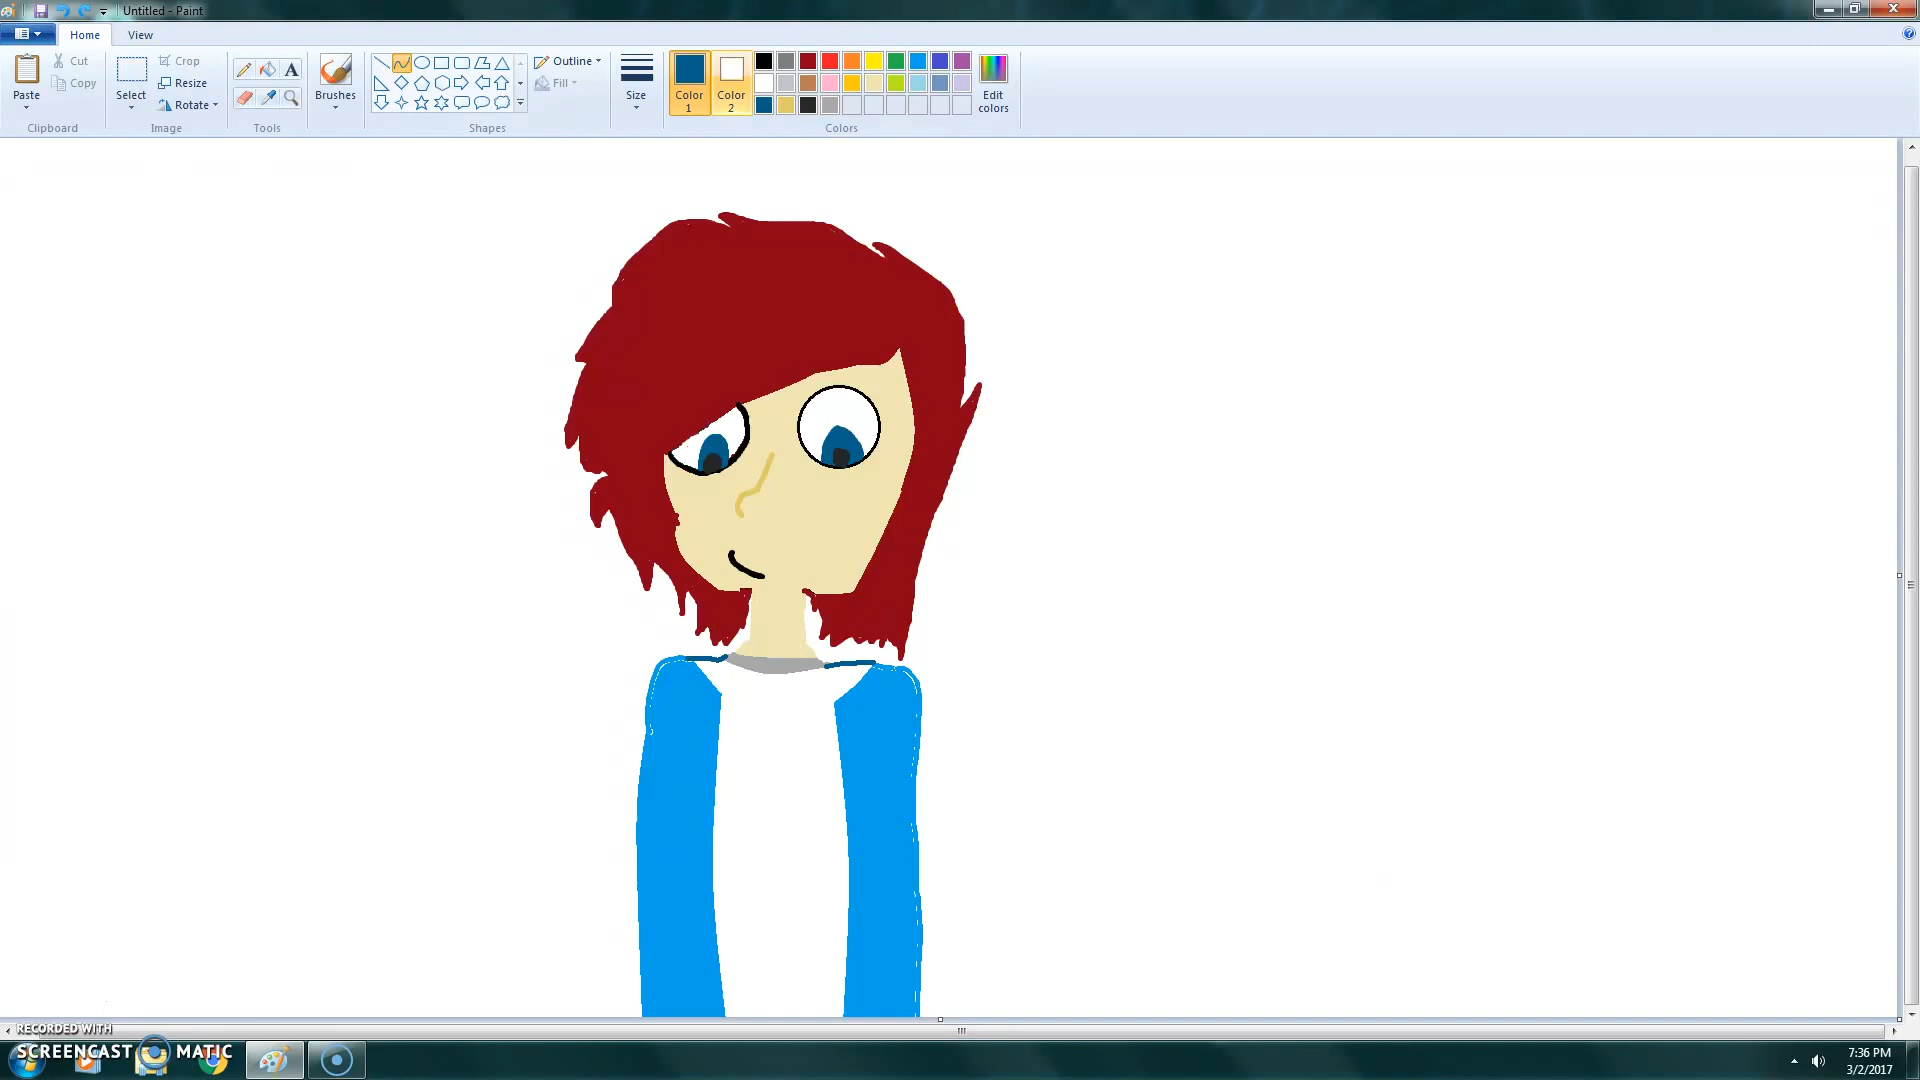 Untitled - Paint
Home View
Paste
Cut
Copy
Clipboard
Select
Crop
Resize
Rotate
Image
A
Tools
Brushes
Shapes
Outline
Fill
Size
Color 1
Color 2
Colors
Edit colors
RECORDED WITH
SCREENCAST MATIC
7:36 PM
3/2/2017